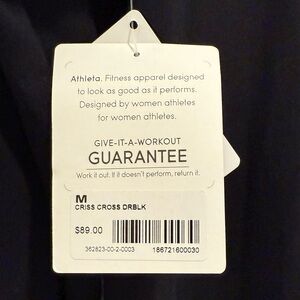 Athleta. Fitness apparel designed
to look as good as it performs.
Designed by women athletes
for women athletes.
GIVE-IT-A-WORKOUT
GUARANTEE
Work it out. If it doesn't perform, return it.
M
CRISS CROSS DRBLK
$89.00
362823-00-2-0003 186721600030